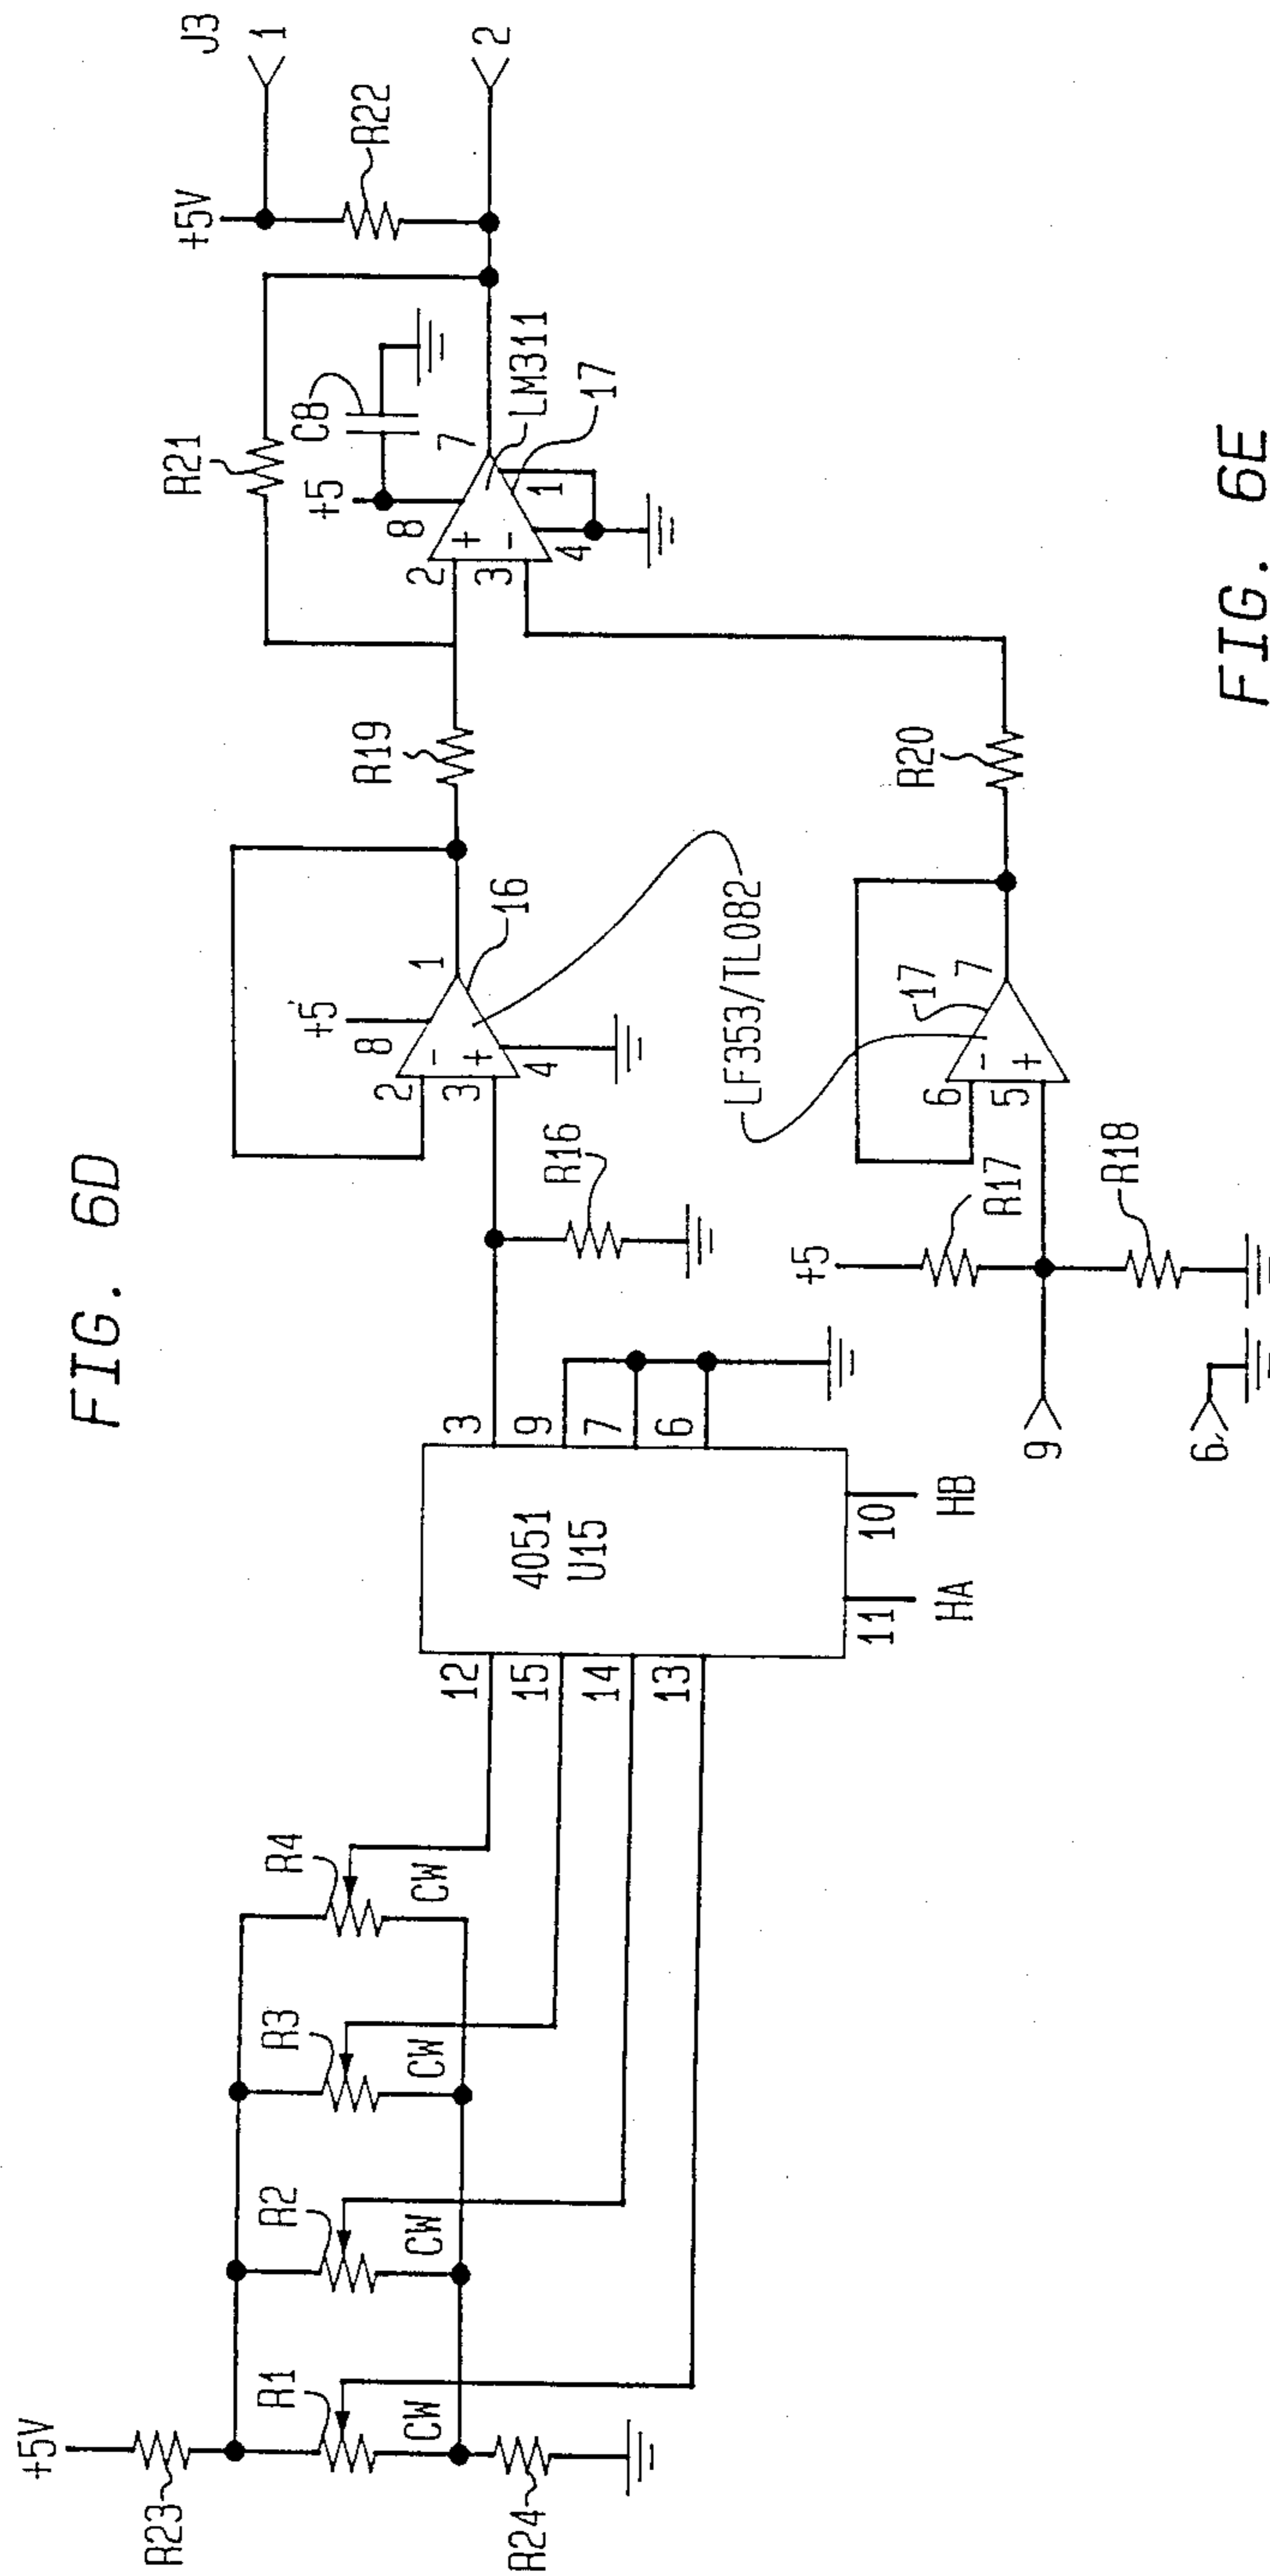 FIG. 6D
+5V
R23
R1
CW
R2
CW
R3
CW
R4
CW
R24
12
15
14
13
4051
U15
3
9
7
6
11
10
HA
HB
R16
2
3
+5
8
4
1
16
R19
R21
2
3
+5
8
C8
7
4
1
LM311
17
+5V
R22
J3
1
2
LF353/TL082
9
6
+5
R17
R18
6
5
17
7
R20
FIG. 6E